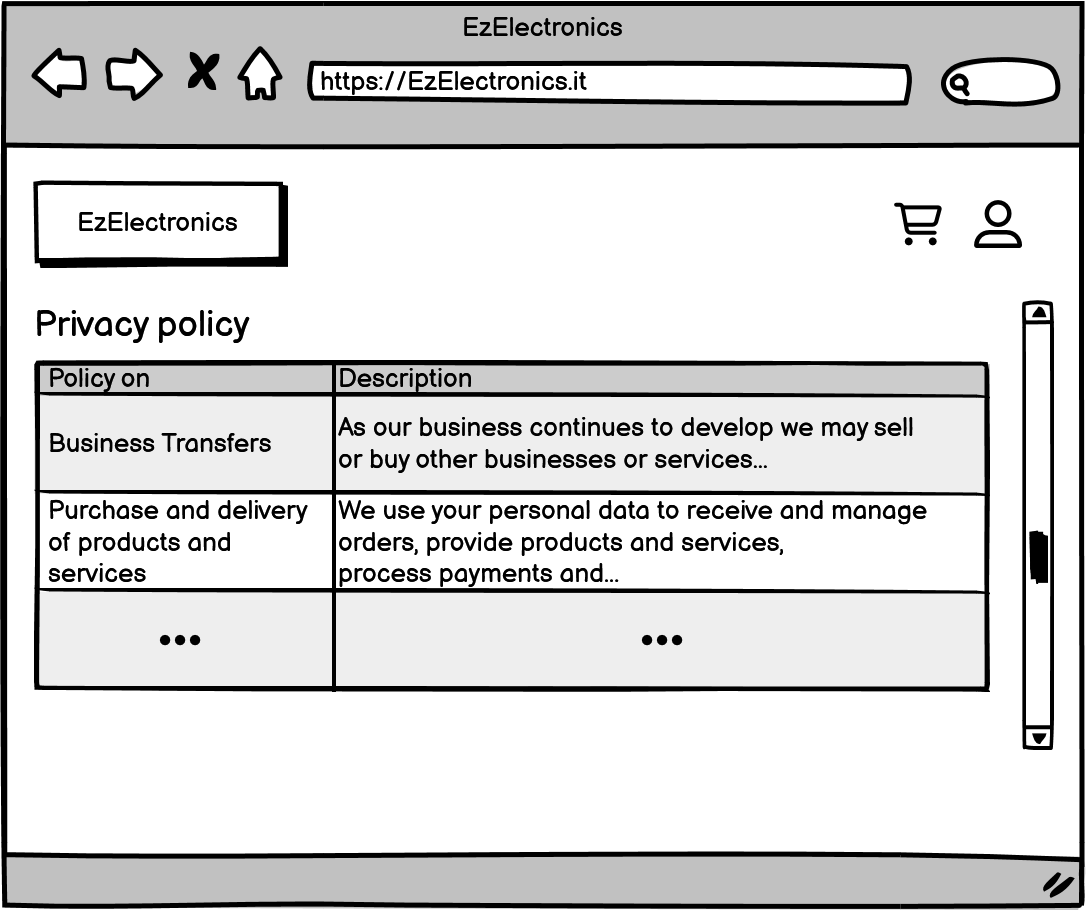 EzElectronics
https://EzElectronics.it
EzElectronics
Privacy policy
Policy on
Description
Business Transfers
As our business continues to develop we may sell
or buy other businesses or services...
Purchase and delivery
of products and
services
We use your personal data to receive and manage
orders, provide products and services,
process payments and...
•••
•••